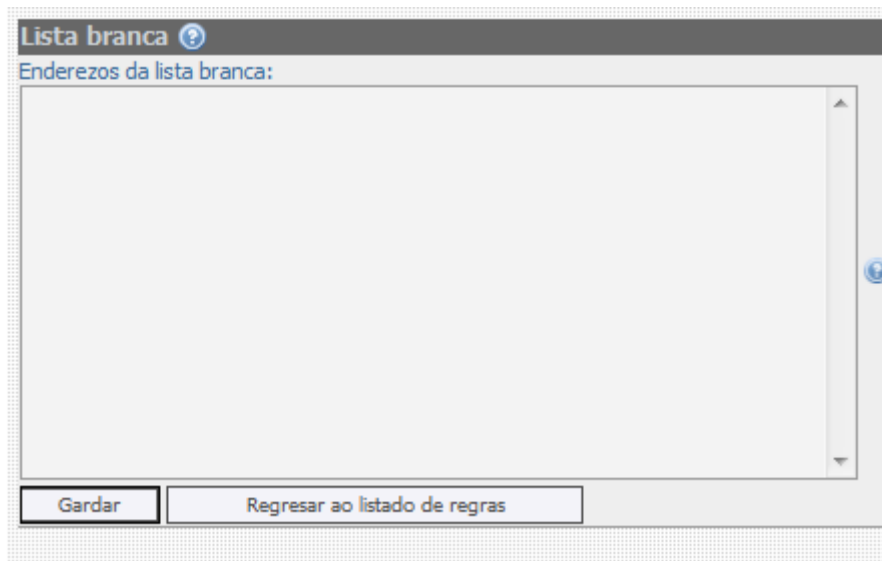 Lista branca
Enderezos da lista branca:
Gardar
Regresar ao listado de regras